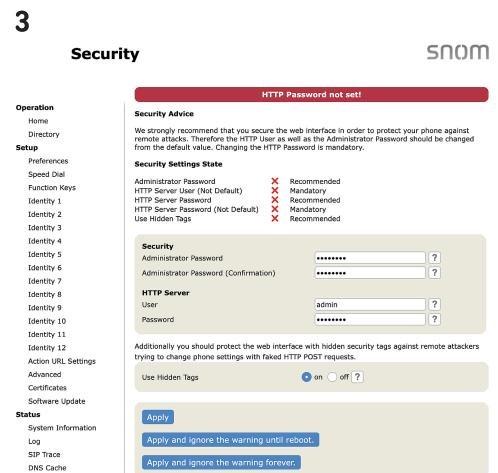 3
Security
snom
HTTP Password not set!
Operation
Home
Directory
Setup
Preferences
Speed Dial
Function Keys
Identity 1
Identity 2
Identity 3
Identity 4
Identity 5
Identity 6
Identity 7
Identity 8
Identity 9
Identity 10
Identity 11
Identity 12
Action URL Settings
Advanced
Certificates
Software Update
Status
System Information
Log
SIP Trace
DNS Cache
Security Advice
We strongly recommend that you secure the web interface in order to protect your phone against
remote attacks. Therefore the HTTP User as well as the Administrator Password should be changed
from the default value. Changing the HTTP Password is mandatory.
Security Settings State
Administrator Password ✕ Recommended
HTTP Server User (Not Default) ✕ Mandatory
HTTP Server Password ✕ Recommended
HTTP Server Password (Not Default) ✕ Mandatory
Use Hidden Tags ✕ Recommended
Security
Administrator Password •••••••• ?
Administrator Password (Confirmation) •••••••• ?
HTTP Server
User admin ?
Password •••••••• ?
Additionally you should protect the web interface with hidden security tags against remote attackers
trying to change phone settings with faked HTTP POST requests.
Use Hidden Tags on off ?
Apply
Apply and ignore the warning until reboot.
Apply and ignore the warning forever.